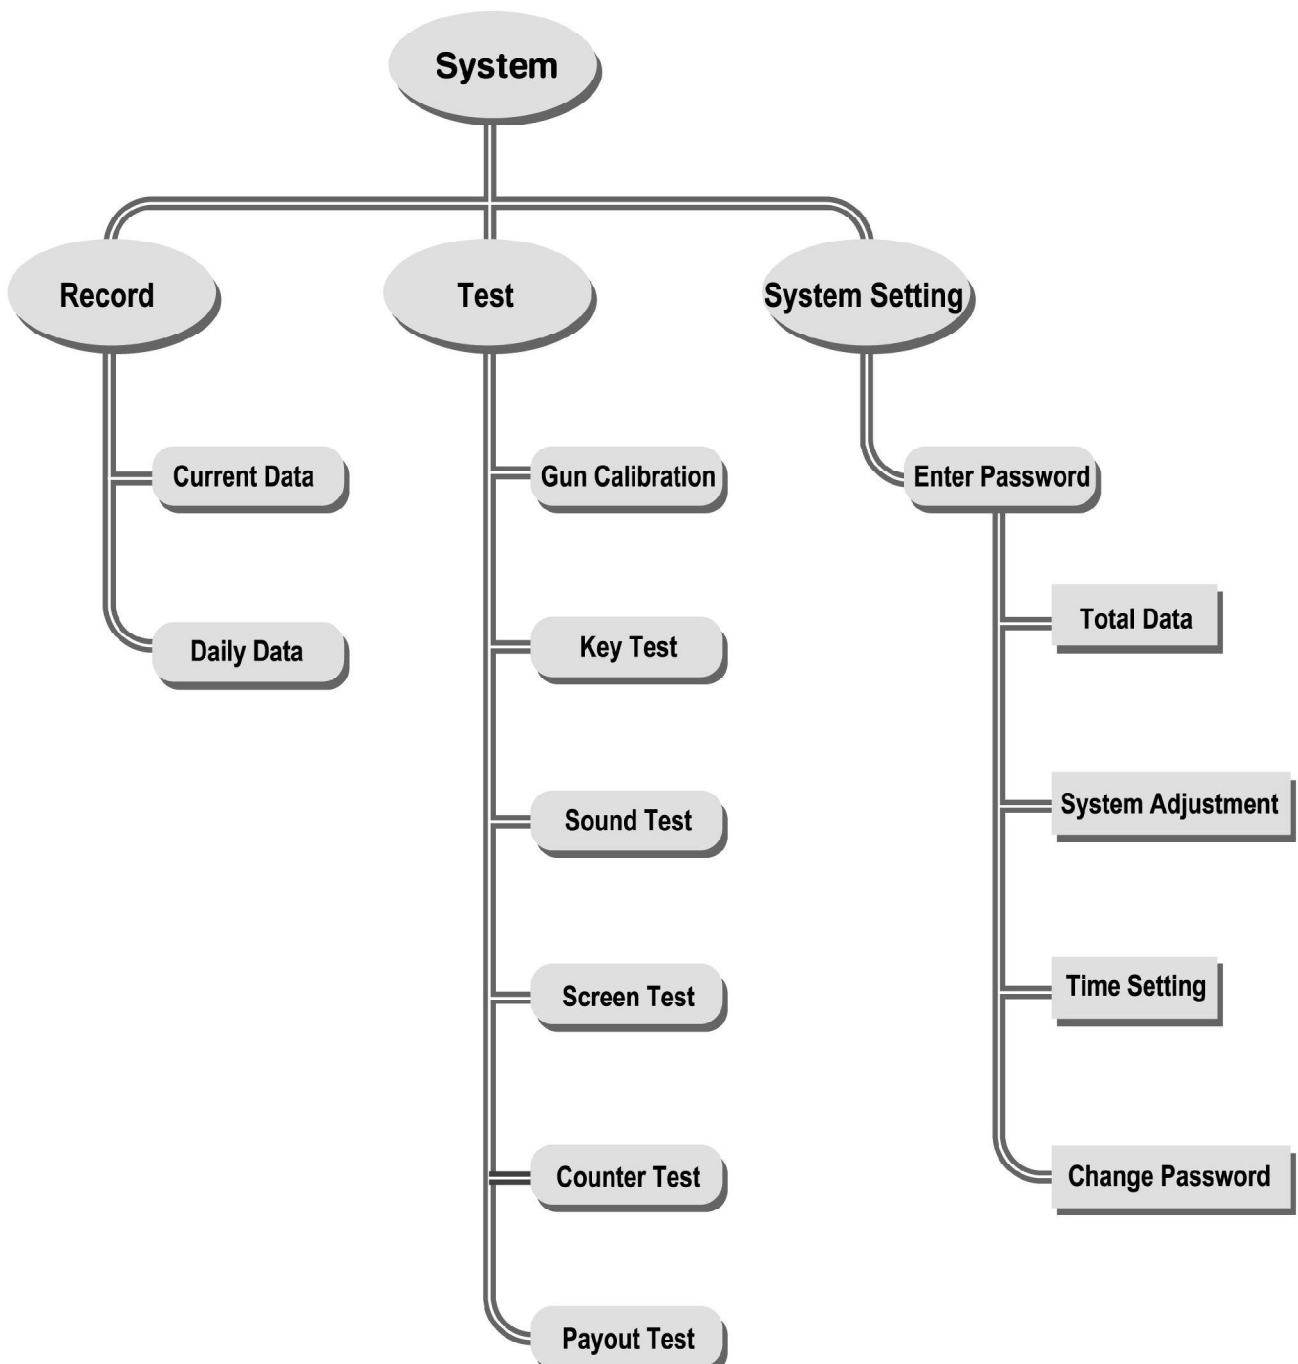 System
Record
Test
System Setting
Current Data
Gun Calibration
Enter Password
Total Data
Key Test
Daily Data
System Adjustment
Sound Test
Time Setting
Screen Test
Counter Test
Change Password
Payout Test